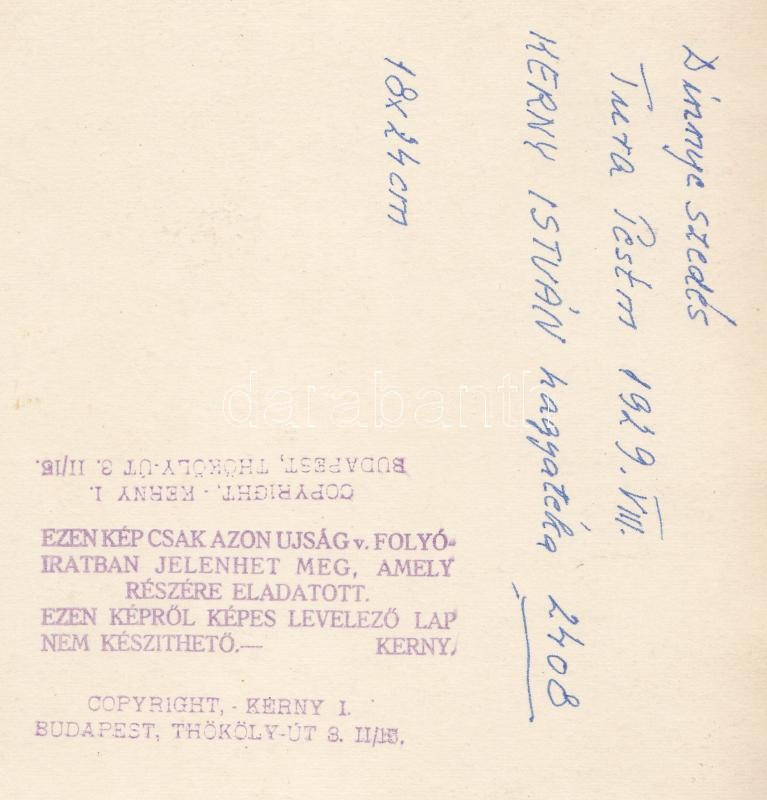 Dinnye szedés
Tura Pest m 1929. VIII.
KERNY ISTVÁN hagyatéka 2408
18x24 cm
darabanth
COPYRIGHT, - KERNY I.
BUDAPEST, THÖKÖLY-ÚT 3. II/15.
EZEN KÉP CSAK AZON UJSÁG v. FOLYÓ-
IRATBAN JELENHET MEG, AMELY
RÉSZÉRE ELADATOTT.
EZEN KÉPRŐL KÉPES LEVELEZŐ LAP
NEM KÉSZITHETŐ.— KERNY.
COPYRIGHT, - KERNY I.
BUDAPEST, THÖKÖLY-ÚT 3. II/15.